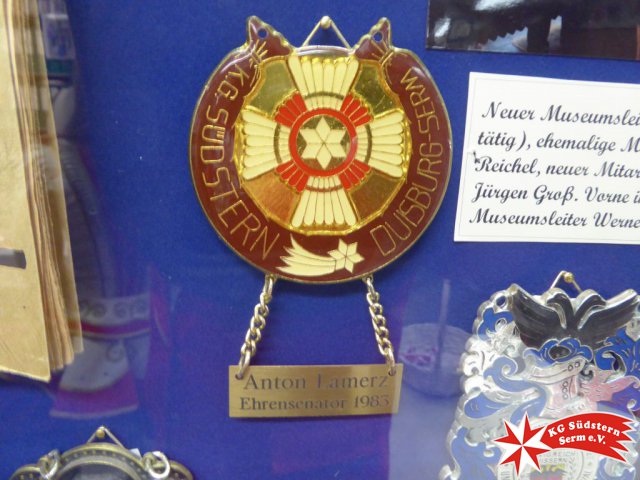 K.G. SÜDSTERN
DUISBURG-SERM
Anton Lamerz
Ehrensenator 1983
Neuer Museumslei
tätig), ehemalige M
Reichel, neuer Mitar
Jürgen Groß. Vorne i
Museumsleiter Werne
KG Südstern
Serm e.V.